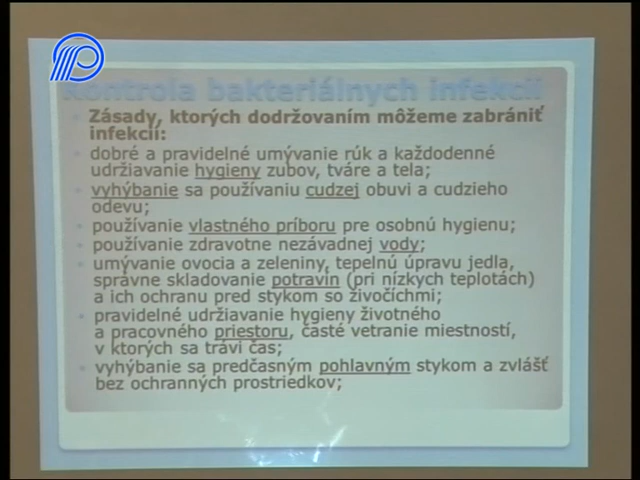 Kontrola bakteriálnych infekcií
Zásady, ktorých dodržovaním môžeme zabrániť
infekcii:
dobré a pravidelné umývanie rúk a každodenné
udržiavanie hygieny zubov, tváre a tela;
vyhýbanie sa používaniu cudzej obuvi a cudzieho
odevu;
používanie vlastného príboru pre osobnú hygienu;
používanie zdravotne nezávadnej vody;
umývanie ovocia a zeleniny, tepelnú úpravu jedla,
správne skladovanie potravín (pri nízkych teplotách)
a ich ochranu pred stykom so živočíchmi;
pravidelné udržiavanie hygieny životného
a pracovného priestoru, časté vetranie miestností,
v ktorých sa trávi čas;
vyhýbanie sa predčasným pohlavným stykom a zvlášť
bez ochranných prostriedkov;